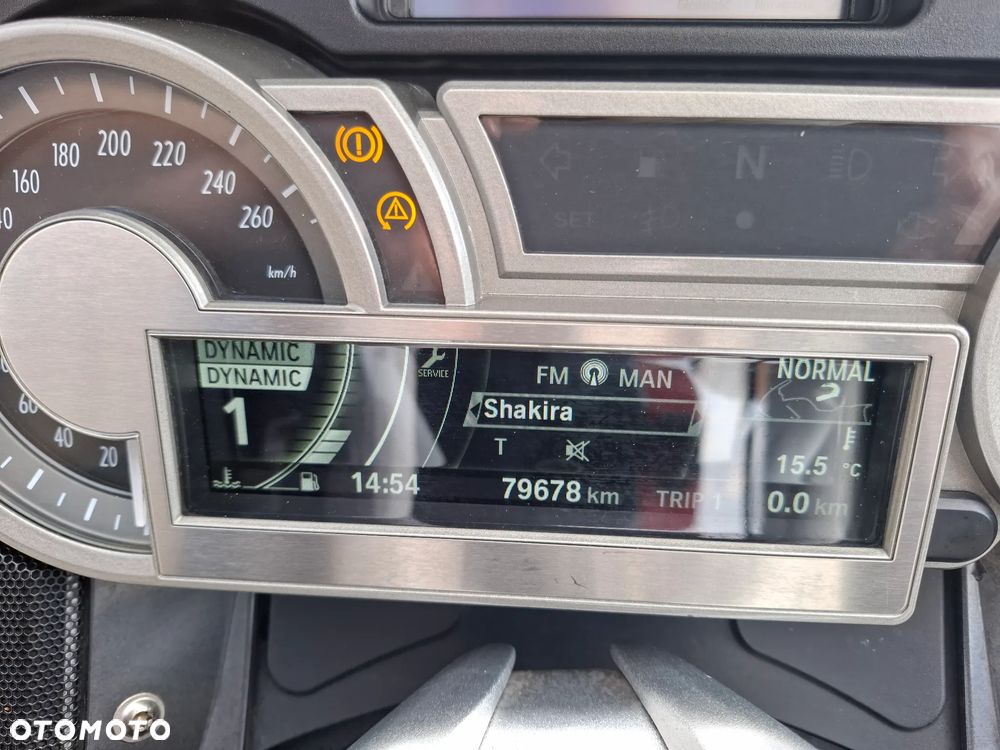 140
160
180
200
220
240
260
km/h
N
SET
DYNAMIC
DYNAMIC
1
SERVICE
FM MAN
Shakira
T
NORMAL
15.5 °C
14:54
79678 km
TRIP 1
0.0 km
60
40
20
OTOMOTO